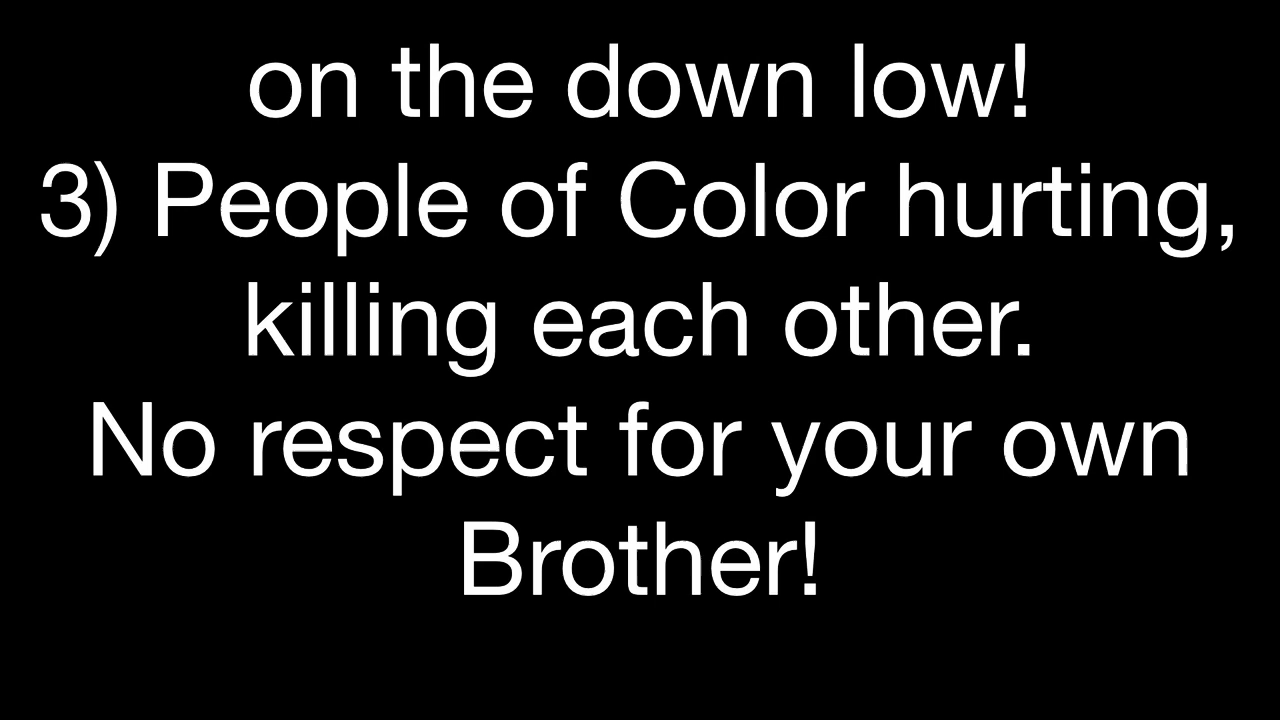 on the down low!
3) People of Color hurting,
killing each other.
No respect for your own
Brother!